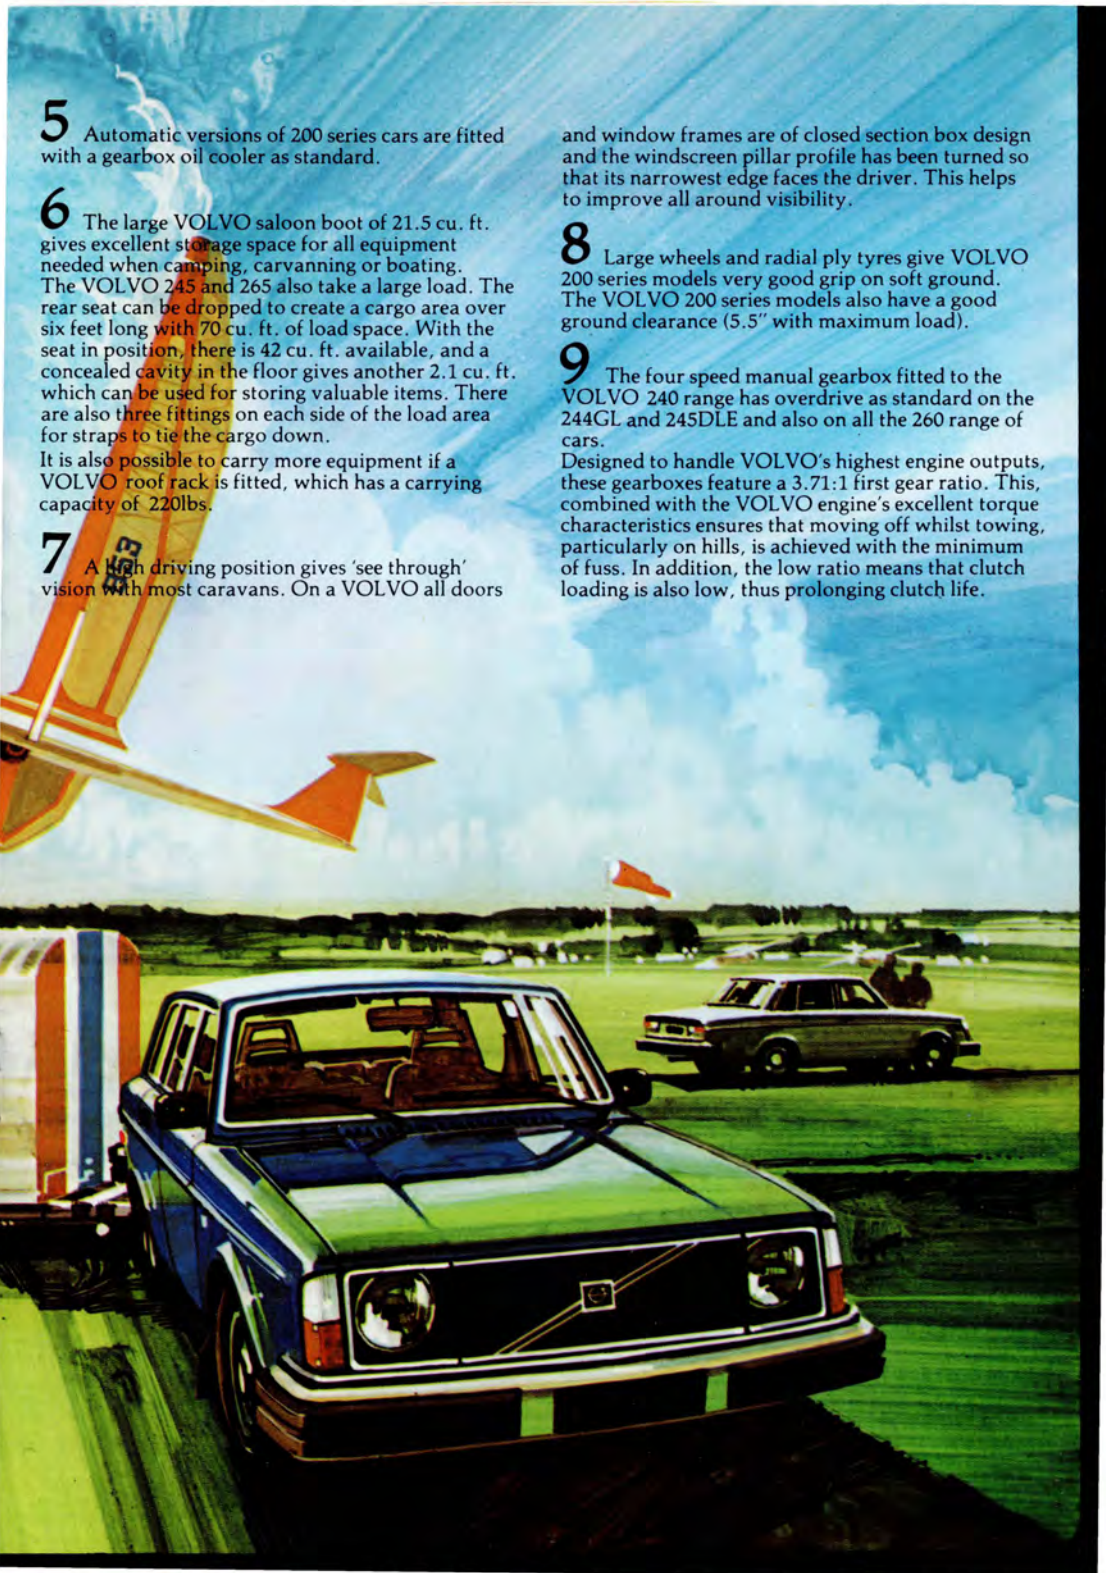 5 Automatic versions of 200 series cars are fitted
with a gearbox oil cooler as standard.
6 The large VOLVO saloon boot of 21.5 cu. ft.
gives excellent storage space for all equipment
needed when camping, carvanning or boating.
The VOLVO 245 and 265 also take a large load. The
rear seat can be dropped to create a cargo area over
six feet long with 70 cu. ft. of load space. With the
seat in position, there is 42 cu. ft. available, and a
concealed cavity in the floor gives another 2.1 cu. ft.
which can be used for storing valuable items. There
are also three fittings on each side of the load area
for straps to tie the cargo down.
It is also possible to carry more equipment if a
VOLVO roof rack is fitted, which has a carrying
capacity of 220lbs.
7 A high driving position gives 'see through'
vision with most caravans. On a VOLVO all doors
and window frames are of closed section box design
and the windscreen pillar profile has been turned so
that its narrowest edge faces the driver. This helps
to improve all around visibility.
8 Large wheels and radial ply tyres give VOLVO
200 series models very good grip on soft ground.
The VOLVO 200 series models also have a good
ground clearance (5.5″ with maximum load).
9 The four speed manual gearbox fitted to the
VOLVO 240 range has overdrive as standard on the
244GL and 245DLE and also on all the 260 range of
cars.
Designed to handle VOLVO's highest engine outputs,
these gearboxes feature a 3.71:1 first gear ratio. This,
combined with the VOLVO engine's excellent torque
characteristics ensures that moving off whilst towing,
particularly on hills, is achieved with the minimum
of fuss. In addition, the low ratio means that clutch
loading is also low, thus prolonging clutch life.